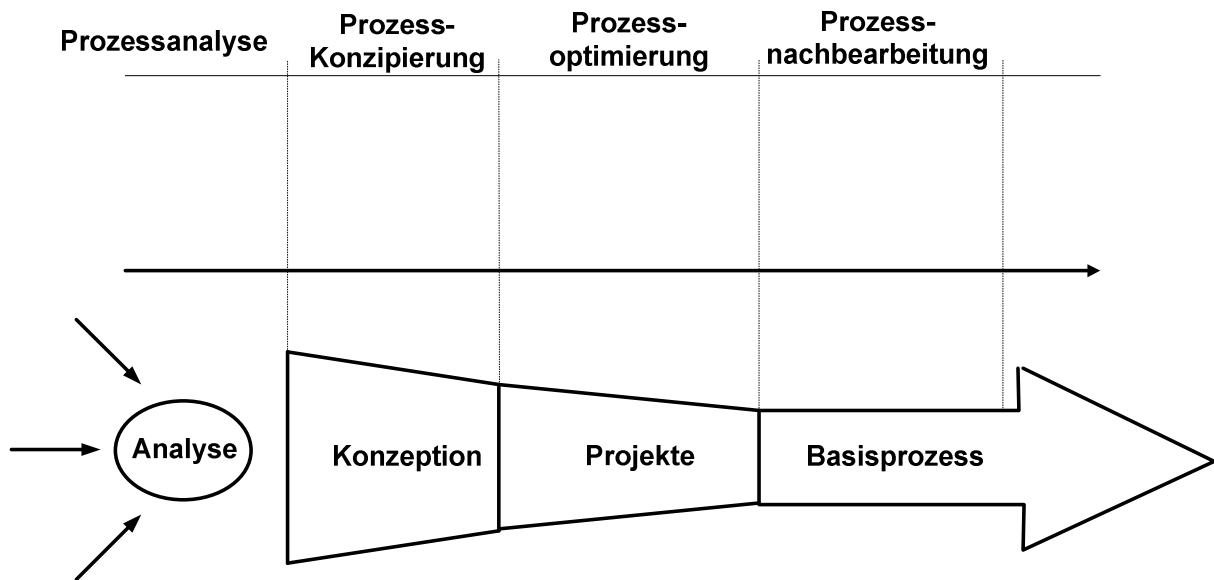 Prozessanalyse
Prozess-
Konzipierung
Prozess-
optimierung
Prozess-
nachbearbeitung
Analyse
Konzeption
Projekte
Basisprozess